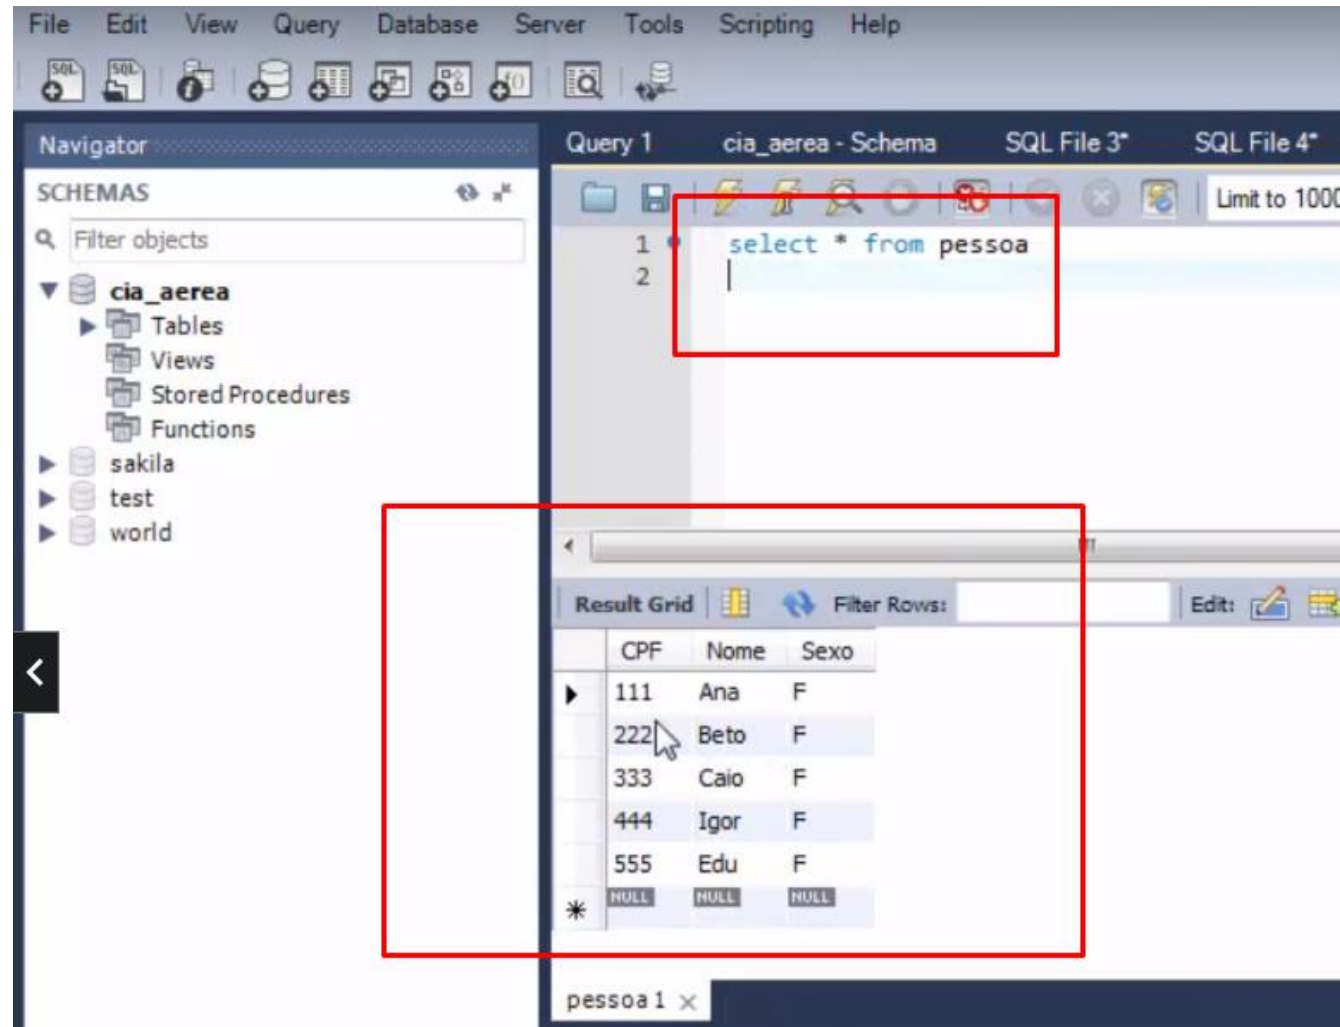 File Edit View Query Database Server Tools Scripting Help
SQL SQL
Navigator
SCHEMAS
Filter objects
cia_aerea
Tables
Views
Stored Procedures
Functions
sakila
test
world
Query 1 cia_aerea - Schema SQL File 3* SQL File 4*
Limit to 1000
1 select * from pessoa
2
Result Grid Filter Rows: Edit:
CPF Nome Sexo
111 Ana F
222 Beto F
333 Caio F
444 Igor F
555 Edu F
NULL NULL NULL
pessoa 1